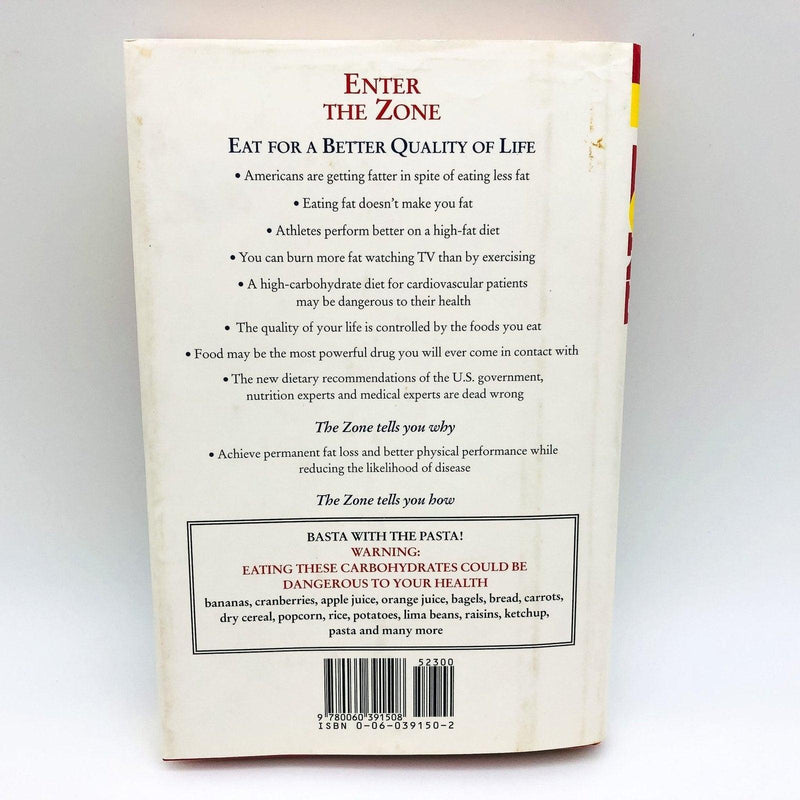 ENTER
THE ZONE
EAT FOR A BETTER QUALITY OF LIFE
• Americans are getting fatter in spite of eating less fat
• Eating fat doesn't make you fat
• Athletes perform better on a high-fat diet
• You can burn more fat watching TV than by exercising
• A high-carbohydrate diet for cardiovascular patients
may be dangerous to their health
• The quality of your life is controlled by the foods you eat
• Food may be the most powerful drug you will ever come in contact with
• The new dietary recommendations of the U.S. government,
nutrition experts and medical experts are dead wrong
The Zone tells you why
• Achieve permanent fat loss and better physical performance while
reducing the likelihood of disease
The Zone tells you how
BASTA WITH THE PASTA!
WARNING:
EATING THESE CARBOHYDRATES COULD BE
DANGEROUS TO YOUR HEALTH
bananas, cranberries, apple juice, orange juice, bagels, bread, carrots,
dry cereal, popcorn, rice, potatoes, lima beans, raisins, ketchup,
pasta and many more
52300
9 780060 391508
ISBN 0-06-039150-2